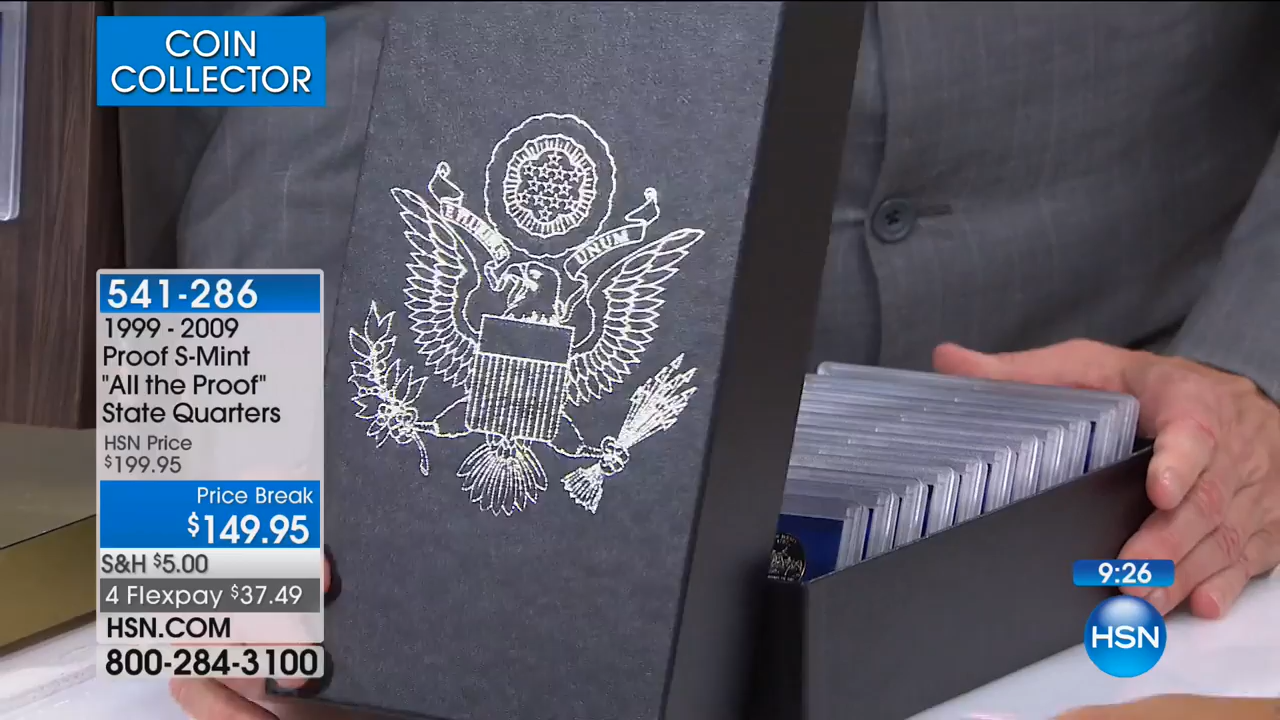 COIN
COLLECTOR
E PLURIBUS
UNUM
541-286
1999 - 2009
Proof S-Mint
"All the Proof"
State Quarters
HSN Price
$199.95
Price Break
$149.95
S&H $5.00
4 Flexpay $37.49
HSN.COM
800-284-3100
9:26
HSN